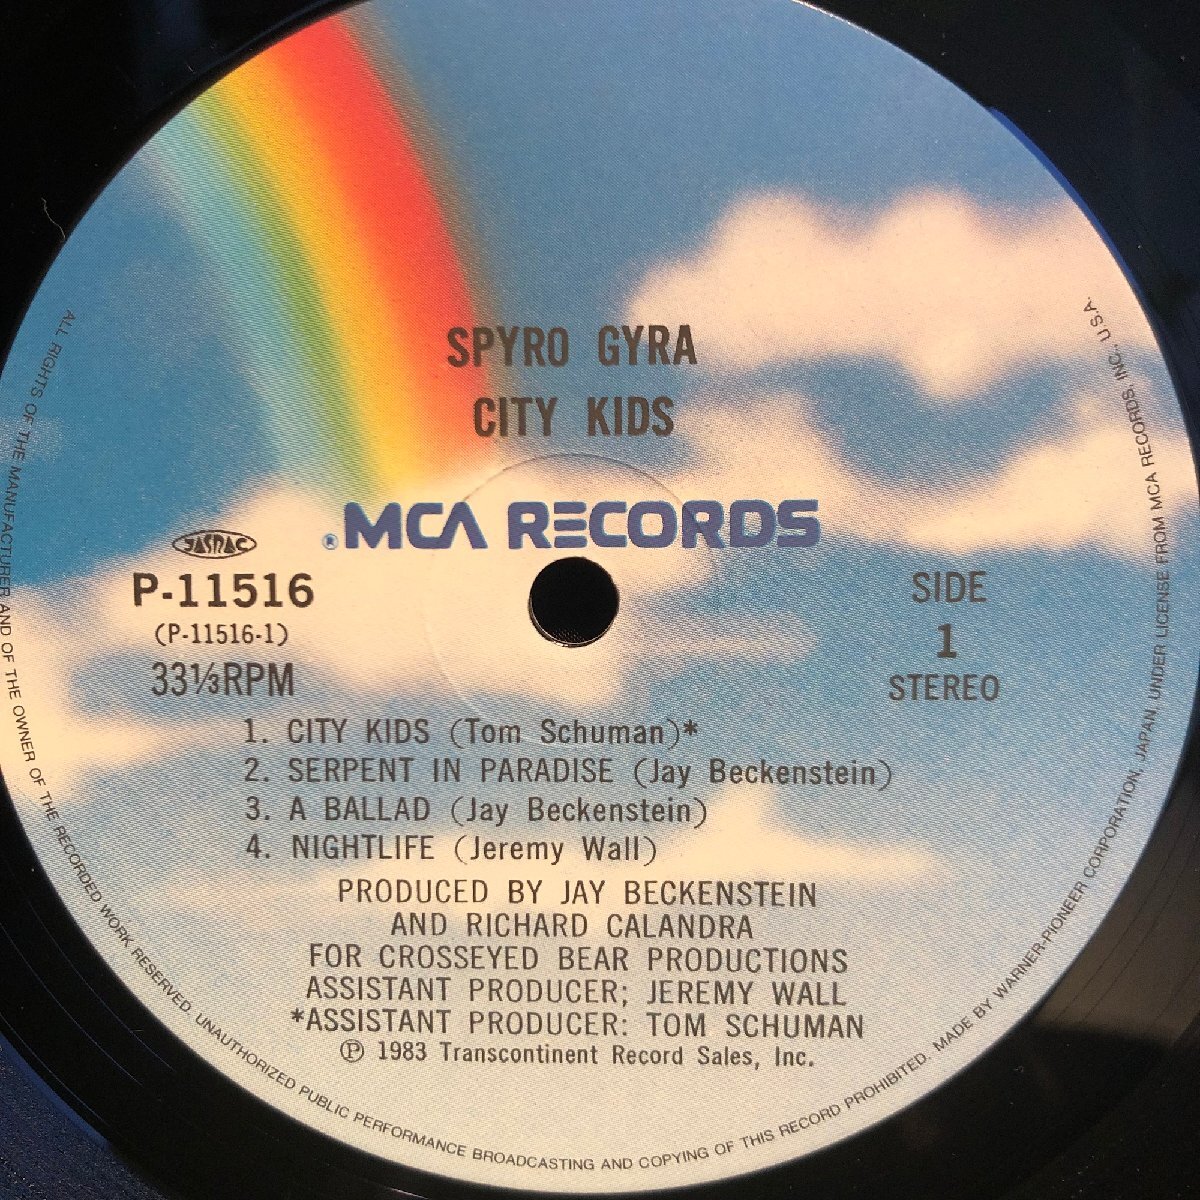 SPYRO GYRA
CITY KIDS
® MCA RECORDS
JASRAC
P-11516
(P-11516-1)
33⅓RPM
SIDE
1
STEREO
1. CITY KIDS (Tom Schuman)*
2. SERPENT IN PARADISE (Jay Beckenstein)
3. A BALLAD (Jay Beckenstein)
4. NIGHTLIFE (Jeremy Wall)
PRODUCED BY JAY BECKENSTEIN
AND RICHARD CALANDRA
FOR CROSSEYED BEAR PRODUCTIONS
ASSISTANT PRODUCER; JEREMY WALL
*ASSISTANT PRODUCER: TOM SCHUMAN
Ⓟ 1983 Transcontinent Record Sales, Inc.
ALL RIGHTS OF THE MANUFACTURER AND OF THE OWNER OF THE RECORDED WORK RESERVED. UNAUTHORIZED PUBLIC PERFORMANCE BROADCASTING AND COPYING OF THIS RECORD PROHIBITED. MADE BY WARNER-PIONEER CORPORATION, JAPAN, UNDER LICENSE FROM MCA RECORDS, INC., U.S.A.